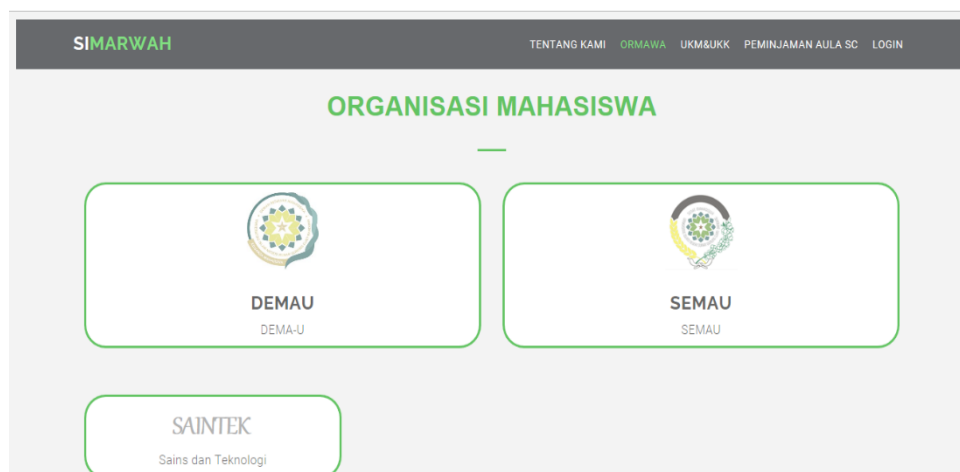 SIMARWAH
TENTANG KAMI ORMAWA UKM&UKK PEMINJAMAN AULA SC LOGIN
ORGANISASI MAHASISWA
DEMAU
DEMA-U
SEMAU
SEMAU
SAINTEK
Sains dan Teknologi